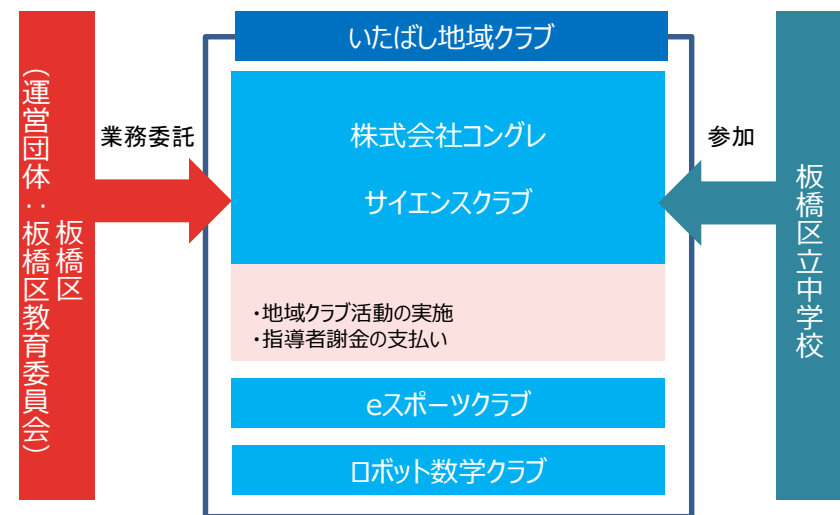 いたばし地域クラブ
板橋区
（運営団体：板橋区教育委員会）
業務委託
株式会社コングレ
サイエンスクラブ
参加
板橋区立中学校
・地域クラブ活動の実施
・指導者謝金の支払い
eスポーツクラブ
ロボット数学クラブ